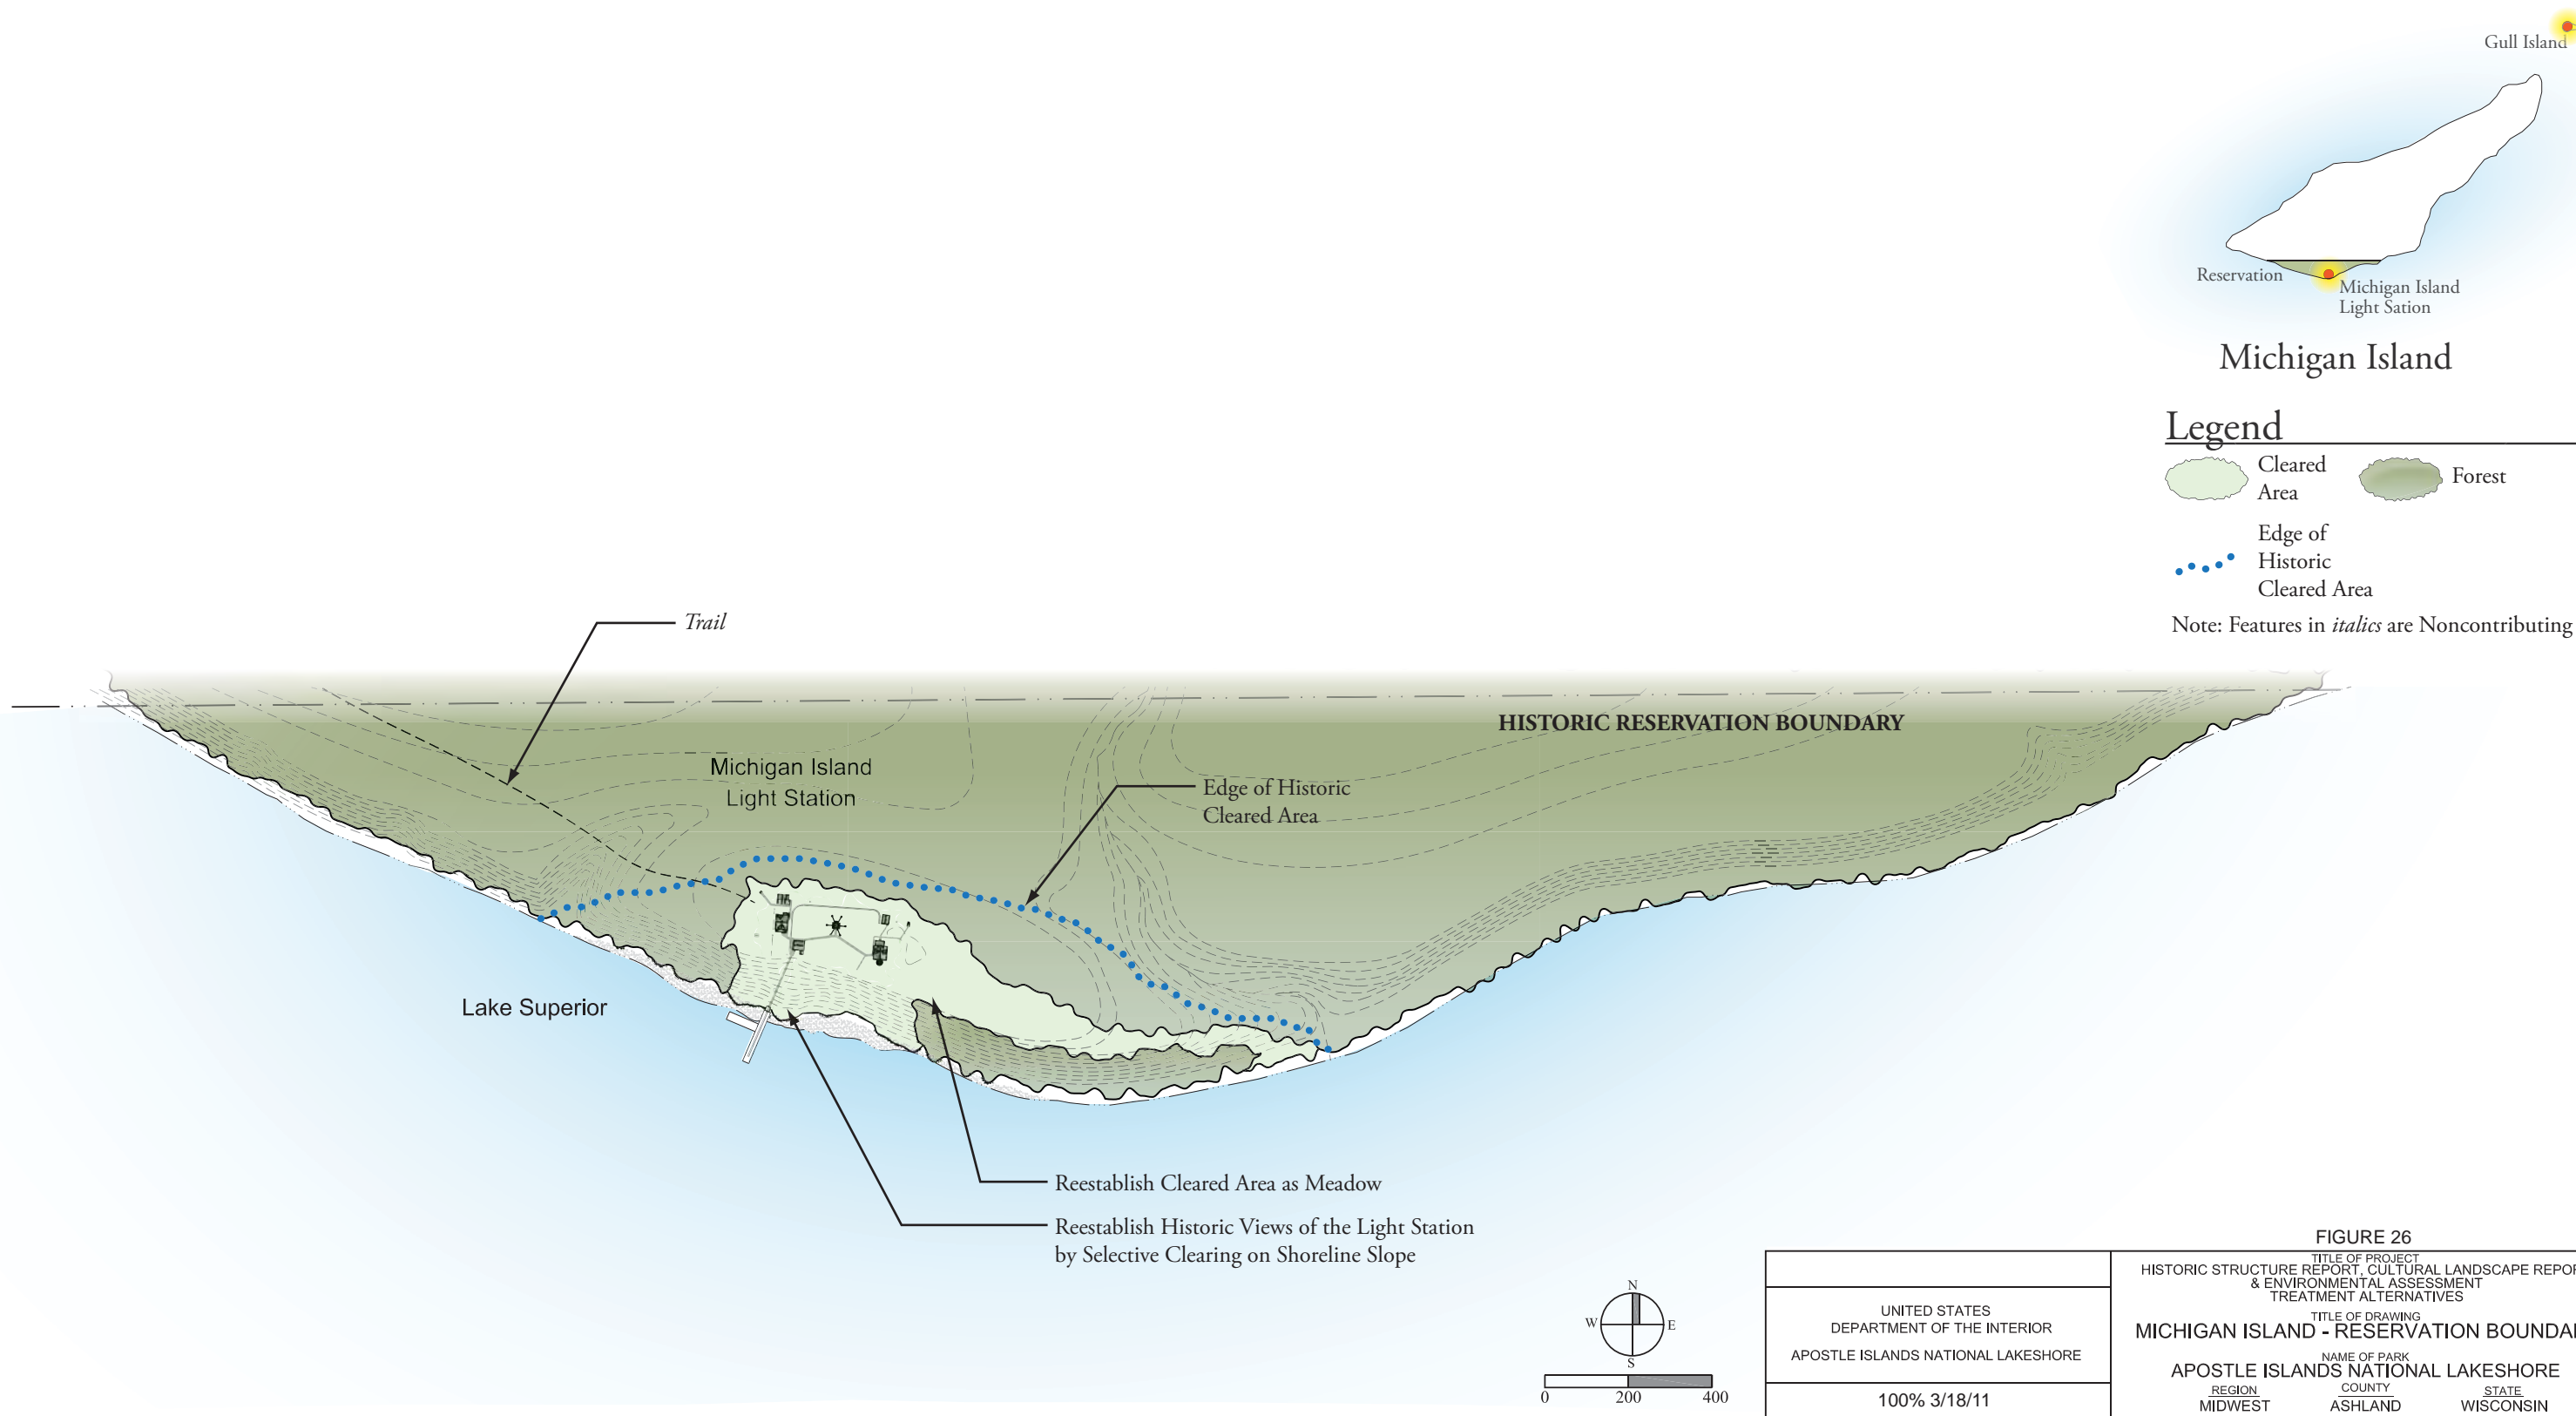 Gull Island
Reservation
Michigan Island
Light Sation
Michigan Island
Legend
Cleared
Area
Forest
Edge of
Historic
Cleared Area
Note: Features in italics are Noncontributing
Trail
HISTORIC RESERVATION BOUNDARY
Michigan Island
Light Station
Edge of Historic
Cleared Area
Lake Superior
Reestablish Cleared Area as Meadow
Reestablish Historic Views of the Light Station
by Selective Clearing on Shoreline Slope
N
W E
S
0 200 400
UNITED STATES
DEPARTMENT OF THE INTERIOR
APOSTLE ISLANDS NATIONAL LAKESHORE
100% 3/18/11
FIGURE 26
TITLE OF PROJECT
HISTORIC STRUCTURE REPORT, CULTURAL LANDSCAPE REPO
& ENVIRONMENTAL ASSESSMENT
TREATMENT ALTERNATIVES
TITLE OF DRAWING
MICHIGAN ISLAND - RESERVATION BOUNDA
NAME OF PARK
APOSTLE ISLANDS NATIONAL LAKESHORE
REGION COUNTY STATE
MIDWEST ASHLAND WISCONSIN